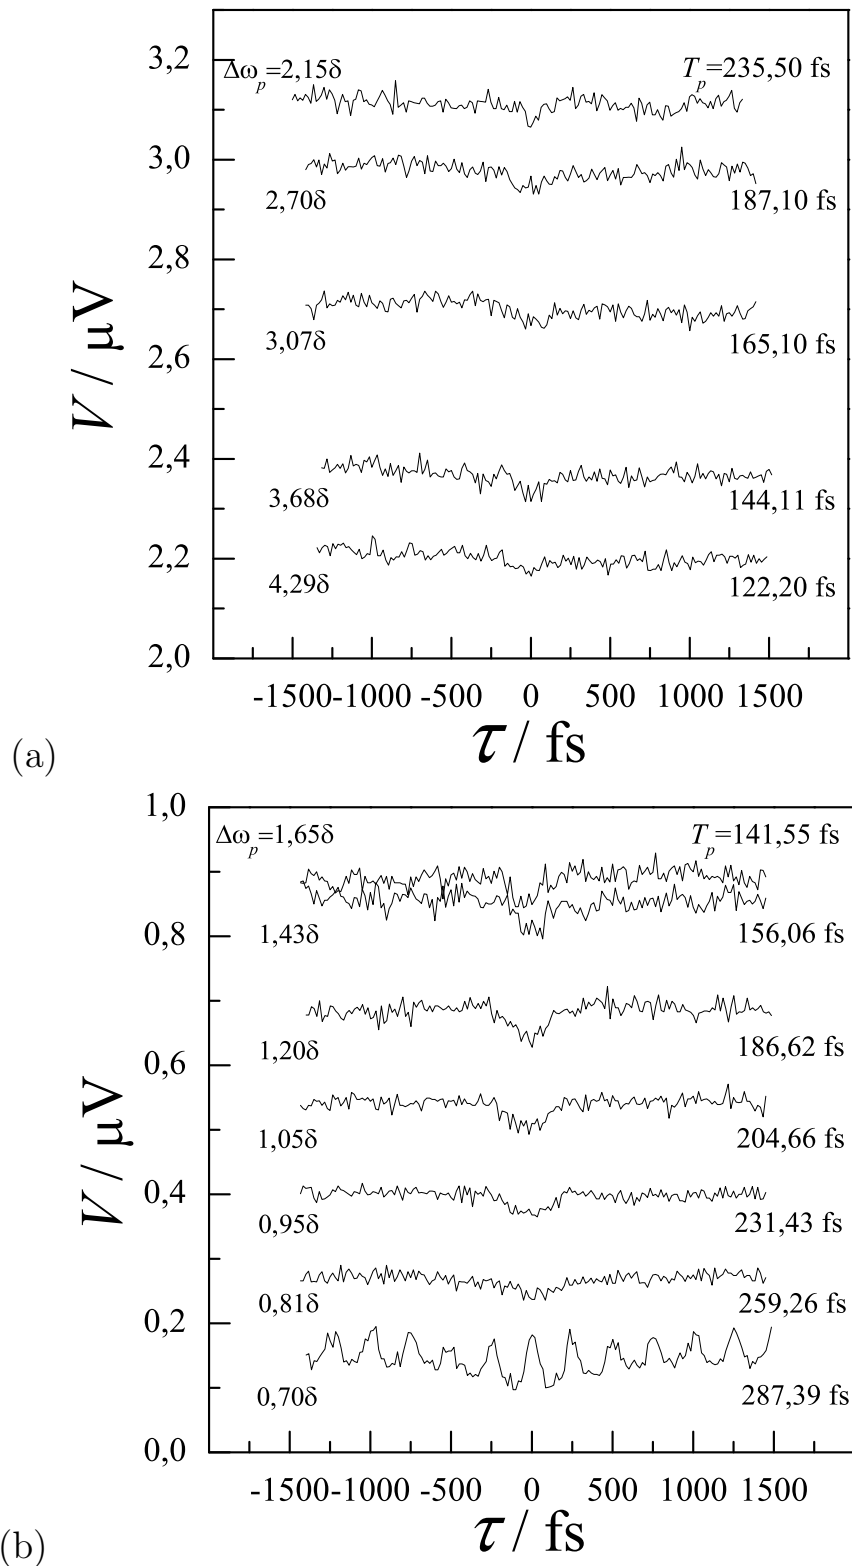 3,2
Δω_p=2,15δ T_p=235,50 fs
3,0
2,70δ 187,10 fs
2,8
V / μV
3,07δ 165,10 fs
2,6
2,4
3,68δ 144,11 fs
2,2
4,29δ 122,20 fs
2,0
-1500 -1000 -500 0 500 1000 1500
τ / fs
(a)
1,0
Δω_p=1,65δ T_p=141,55 fs
0,8
1,43δ 156,06 fs
1,20δ 186,62 fs
0,6
V / μV
1,05δ 204,66 fs
0,4
0,95δ 231,43 fs
0,81δ 259,26 fs
0,2
0,70δ 287,39 fs
0,0
-1500 -1000 -500 0 500 1000 1500
τ / fs
(b)